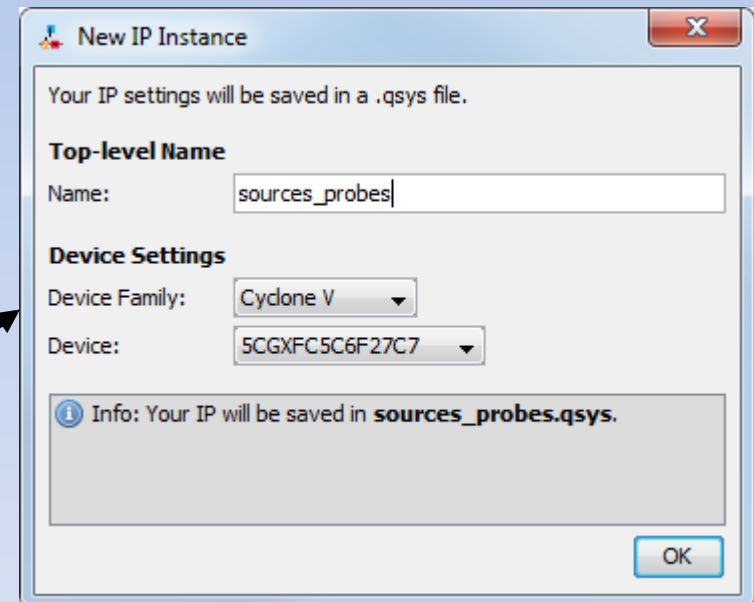 New IP Instance
Your IP settings will be saved in a .qsys file.
Top-level Name
Name: sources_probes
Device Settings
Device Family: Cyclone V
Device: 5CGXFC5C6F27C7
Info: Your IP will be saved in sources_probes.qsys.
OK